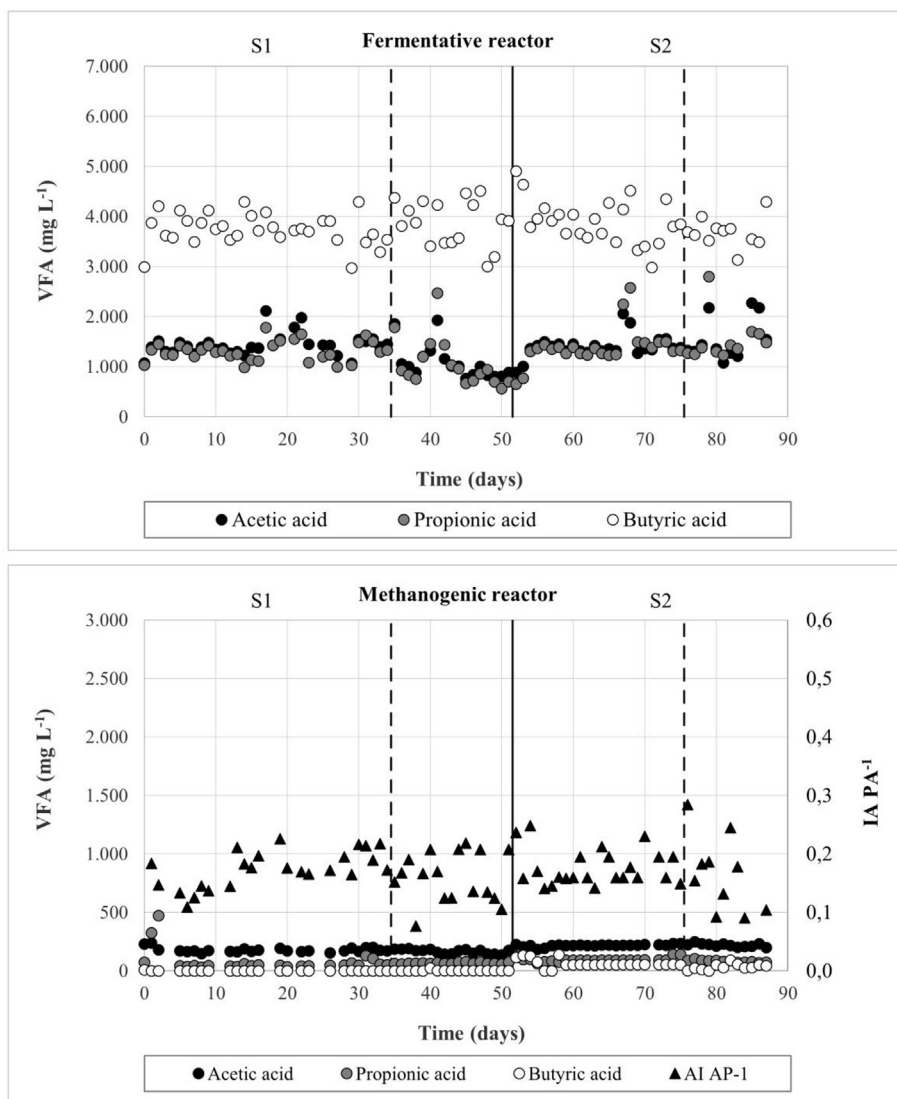 S1 Fermentative reactor S2
7.000
6.000
5.000
4.000
3.000
2.000
1.000
0
VFA (mg L-1)
0 10 20 30 40 50 60 70 80 90
Time (days)
Acetic acid Propionic acid Butyric acid
S1 Methanogenic reactor S2
3.000 0,6
2.500 0,5
2.000 0,4
1.500 0,3
1.000 0,2
500 0,1
0 0,0
VFA (mg L-1)
IA PA-1
0 10 20 30 40 50 60 70 80 90
Time (days)
Acetic acid Propionic acid Butyric acid AI AP-1